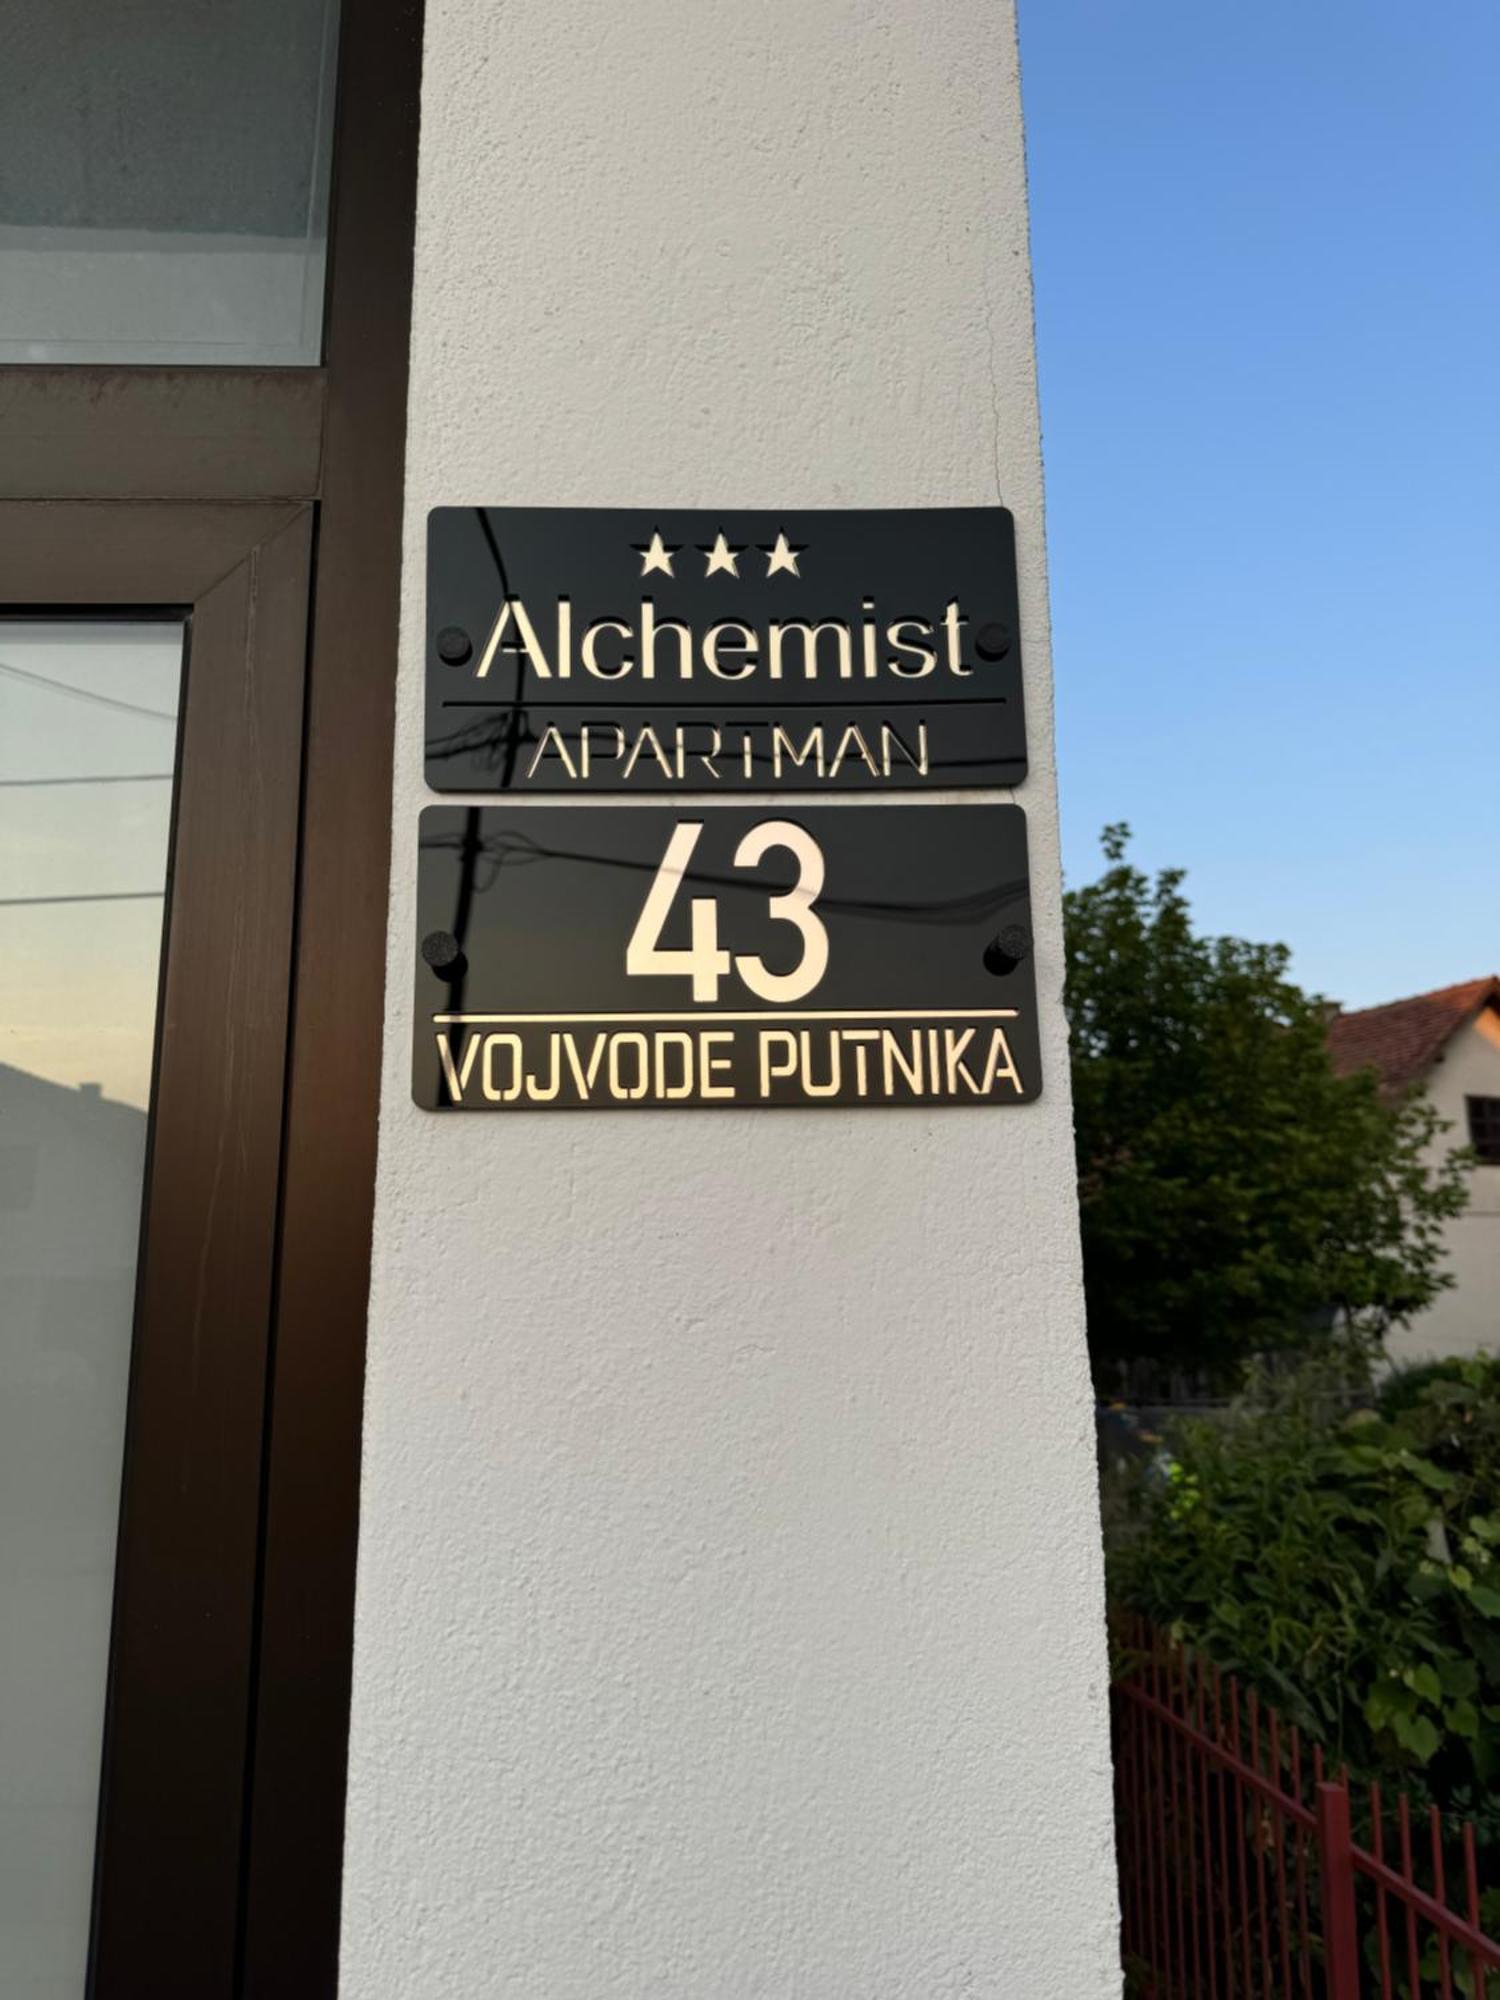 Alchemist
APARTMAN
43
VOJVODE PUTNIKA